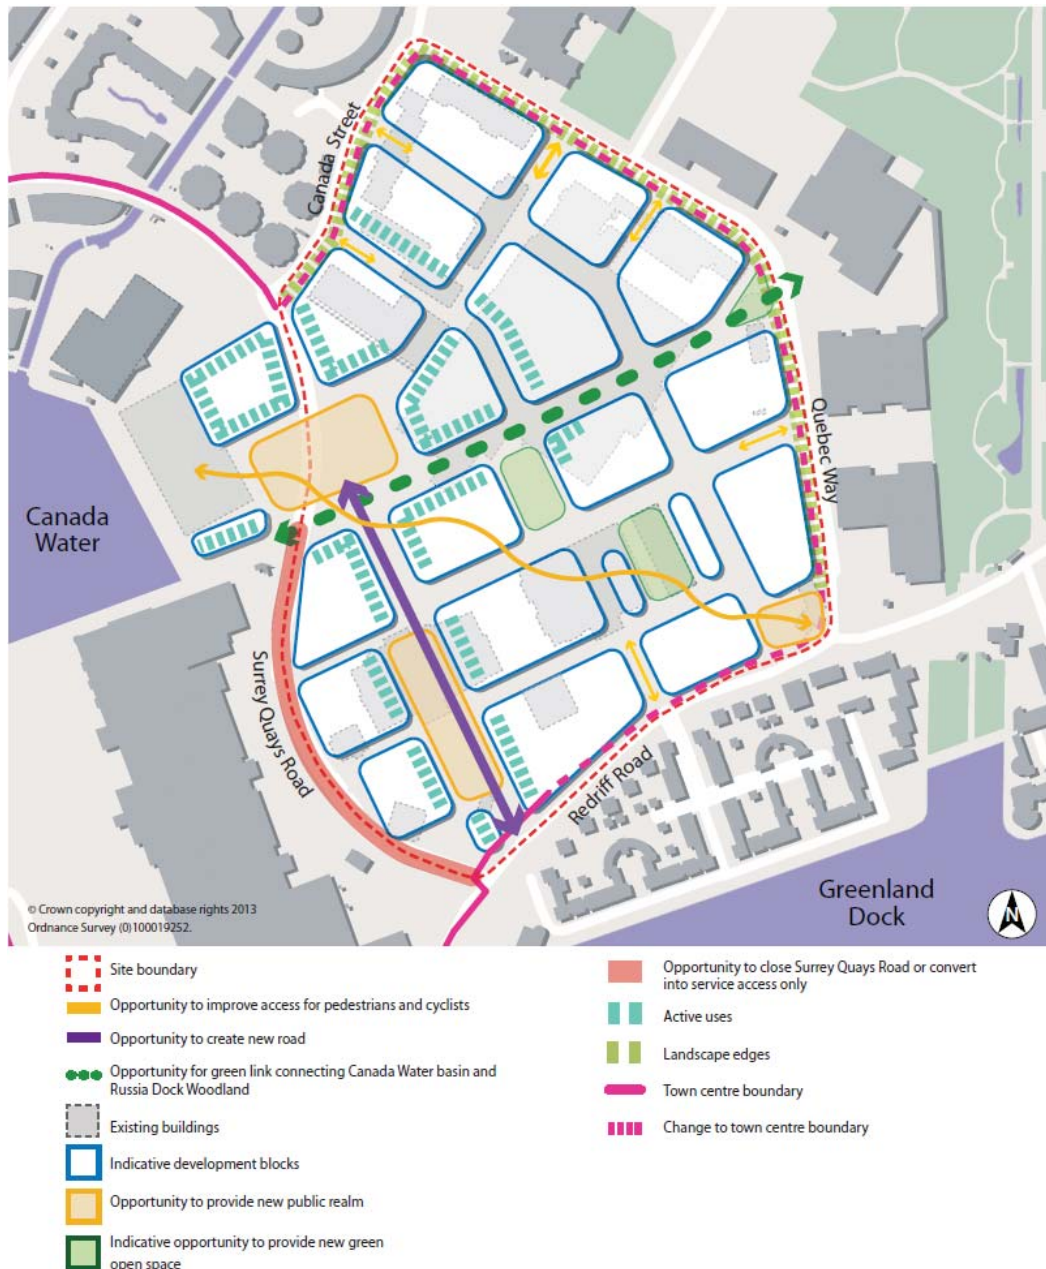 Canada Street
Quebec Way
Canada
Water
Surrey Quays Road
Redriff Road
Greenland
Dock
N
© Crown copyright and database rights 2013
Ordnance Survey (0)100019252.
Site boundary
Opportunity to improve access for pedestrians and cyclists
Opportunity to create new road
Opportunity for green link connecting Canada Water basin and
Russia Dock Woodland
Existing buildings
Indicative development blocks
Opportunity to provide new public realm
Indicative opportunity to provide new green
open space
Opportunity to close Surrey Quays Road or convert
into service access only
Active uses
Landscape edges
Town centre boundary
Change to town centre boundary